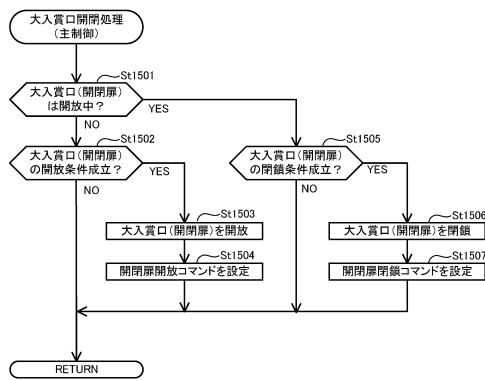 大入賞口開閉処理
(主制御)
St1501
大入賞口(開閉扉)
は開放中?
YES
NO
St1502
大入賞口(開閉扉)
の開放条件成立?
YES
NO
St1505
大入賞口(開閉扉)
の閉鎖条件成立?
YES
NO
St1503
大入賞口(開閉扉)を開放
St1504
開閉扉開放コマンドを設定
St1506
大入賞口(開閉扉)を閉鎖
St1507
開閉扉閉鎖コマンドを設定
RETURN